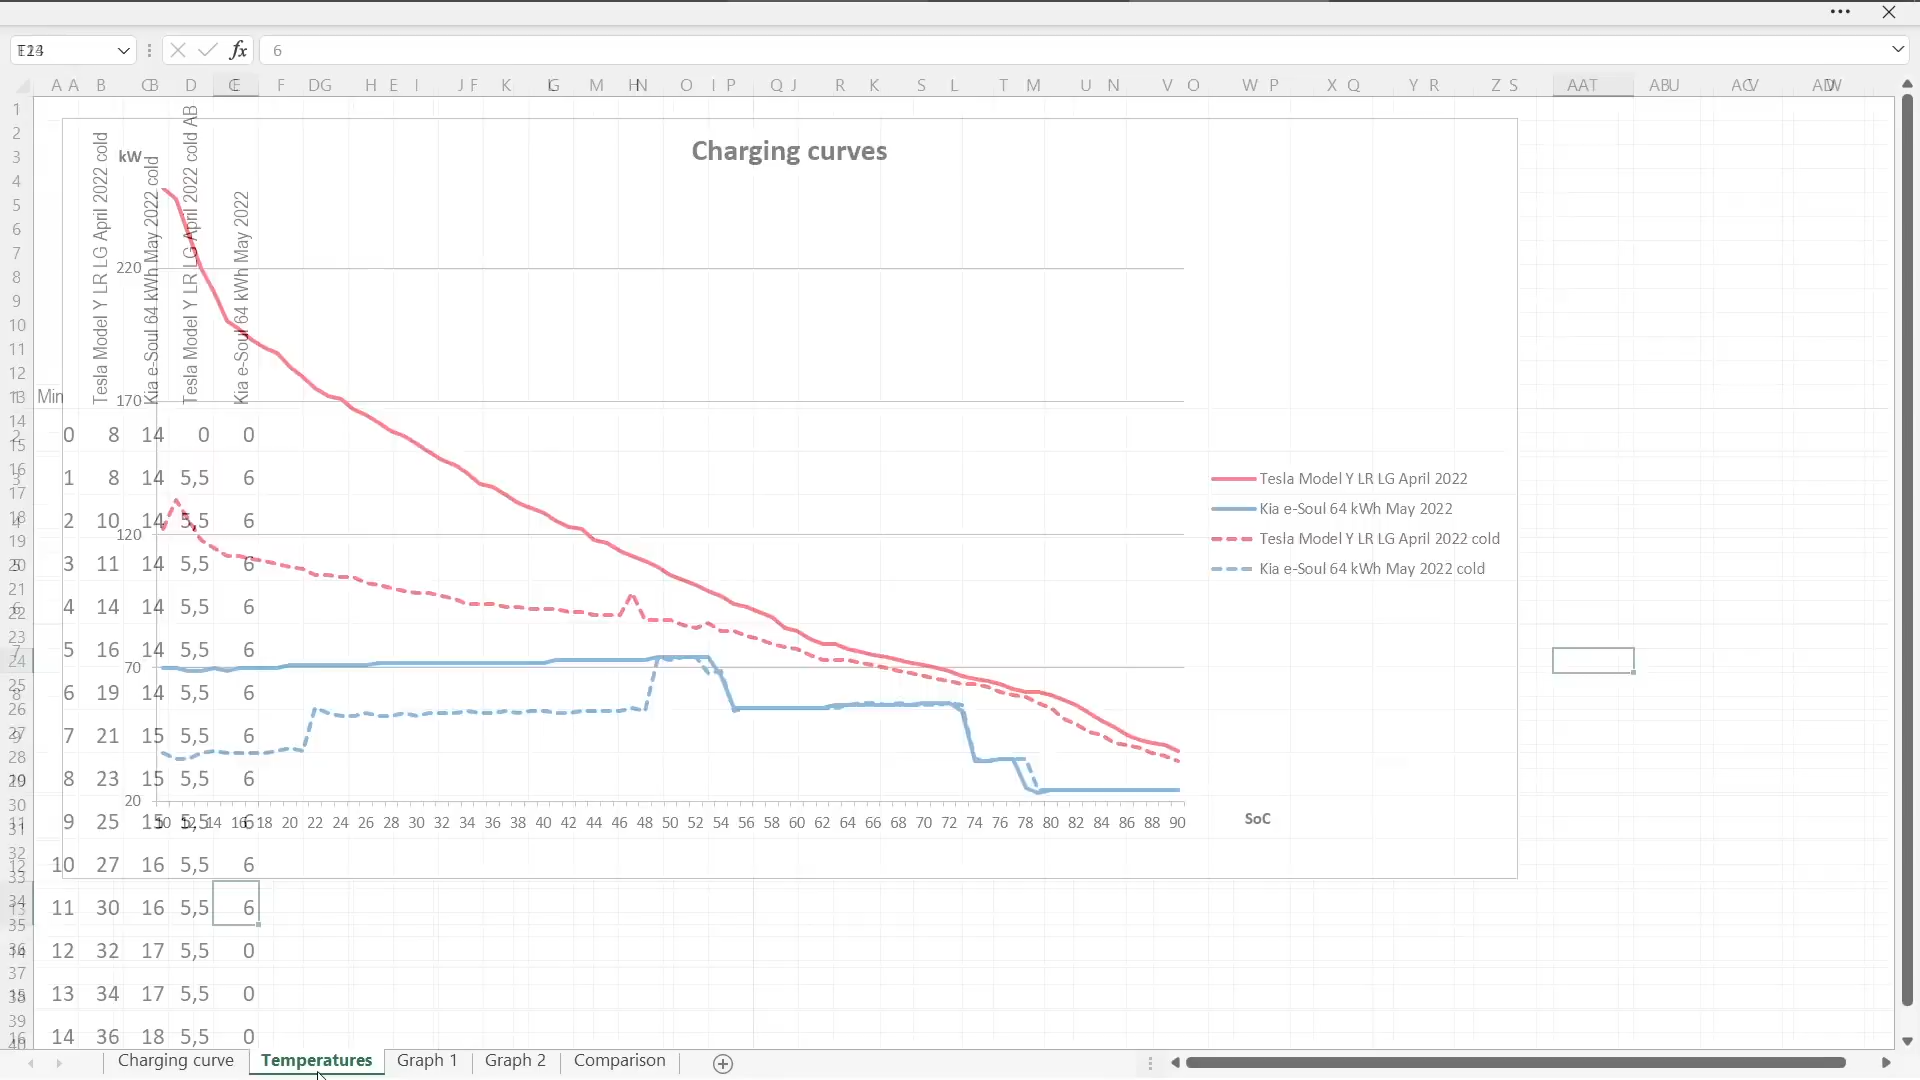 6
Charging curves
kW
Tesla Model Y LR LG April 2022 cold
Kia e-Soul 64 kWh May 2022 cold
Tesla Model Y LR LG April 2022 cold AB
Kia e-Soul 64 kWh May 2022
220
170
120
70
20
Min
0 8 14 0 0
1 8 14 5,5 6
2 10 14 5,5 6
3 11 14 5,5 6
4 14 14 5,5 6
5 16 14 5,5 6
6 19 14 5,5 6
7 21 15 5,5 6
8 23 15 5,5 6
9 25 15 5,5 6
10 27 16 5,5 6
11 30 16 5,5 6
12 32 17 5,5 0
13 34 17 5,5 0
14 36 18 5,5 0
Tesla Model Y LR LG April 2022
Kia e-Soul 64 kWh May 2022
Tesla Model Y LR LG April 2022 cold
Kia e-Soul 64 kWh May 2022 cold
10 12 14 16 18 20 22 24 26 28 30 32 34 36 38 40 42 44 46 48 50 52 54 56 58 60 62 64 66 68 70 72 74 76 78 80 82 84 86 88 90
SoC
Charging curve Temperatures Graph 1 Graph 2 Comparison